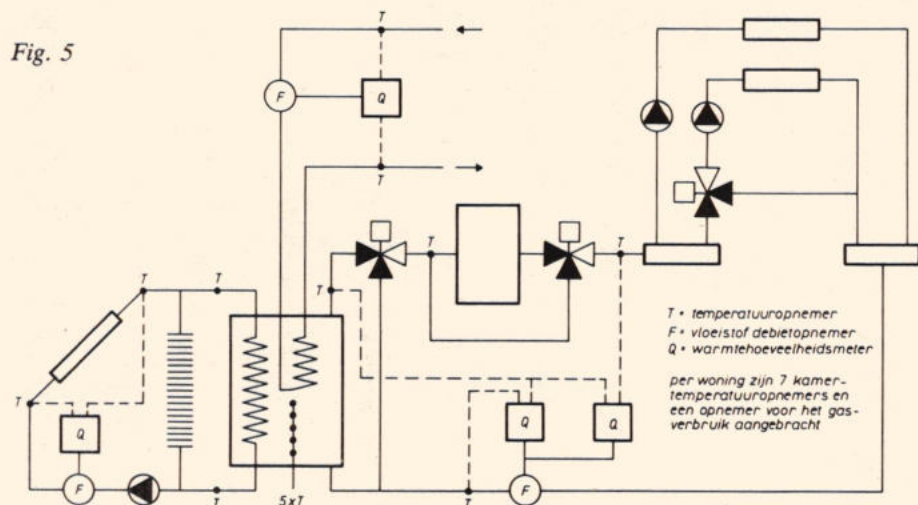 Fig. 5
T
F
Q
T
T
T
T
T
T
T
Q
F
T
5xT
Q
Q
T
F
T = temperatuuropnemer
F = vloeistof debietopnemer
Q = warmtehoeveelheidsmeter
per woning zijn 7 kamer-
temperatuuropnemers en
een opnemer voor het gas-
verbruik aangebracht